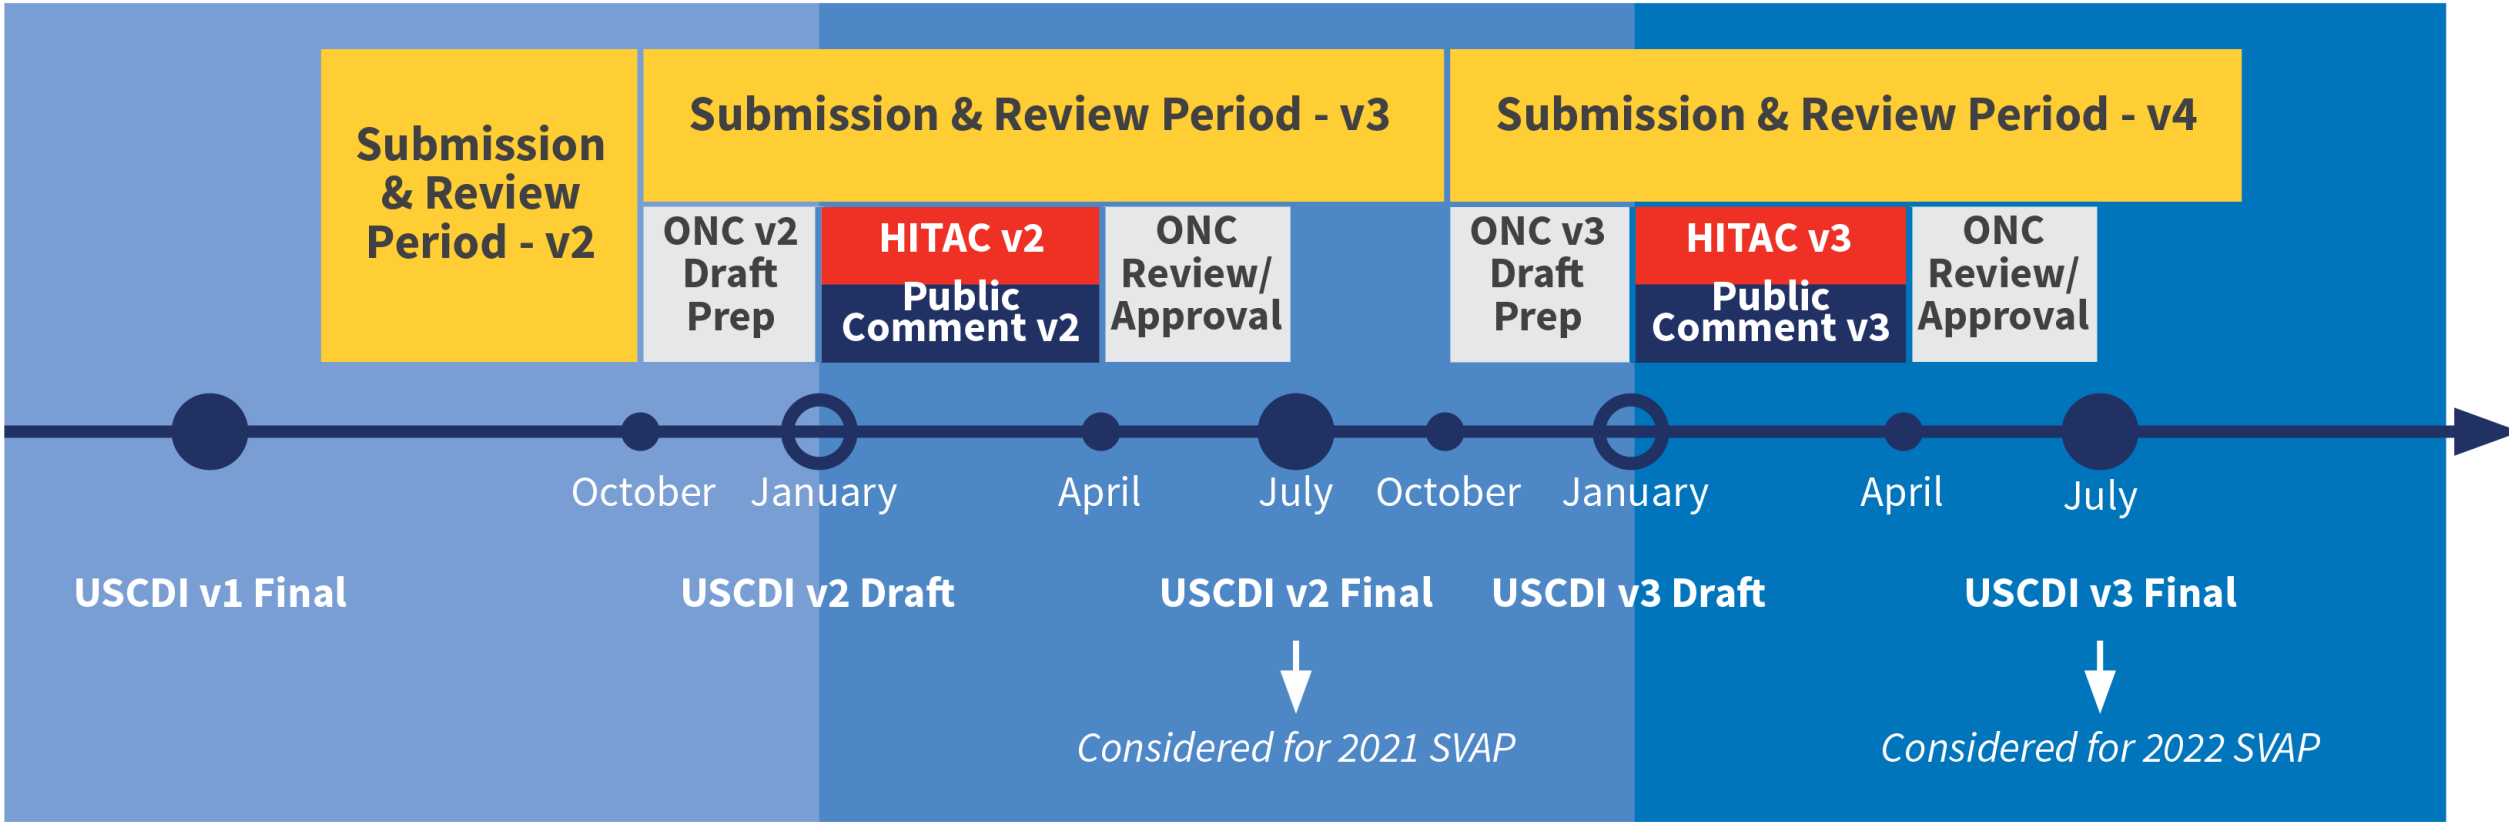 Submission
& Review
Period - v2
Submission & Review Period - v3
Submission & Review Period - v4
ONC v2
Draft
Prep
HITAC v2
Public
Comment v2
ONC
Review/
Approval
ONC v3
Draft
Prep
HITAC v3
Public
Comment v3
ONC
Review/
Approval
October
January
April
July
October
January
April
July
USCDI v1 Final
USCDI v2 Draft
USCDI v2 Final
USCDI v3 Draft
USCDI v3 Final
Considered for 2021 SVAP
Considered for 2022 SVAP